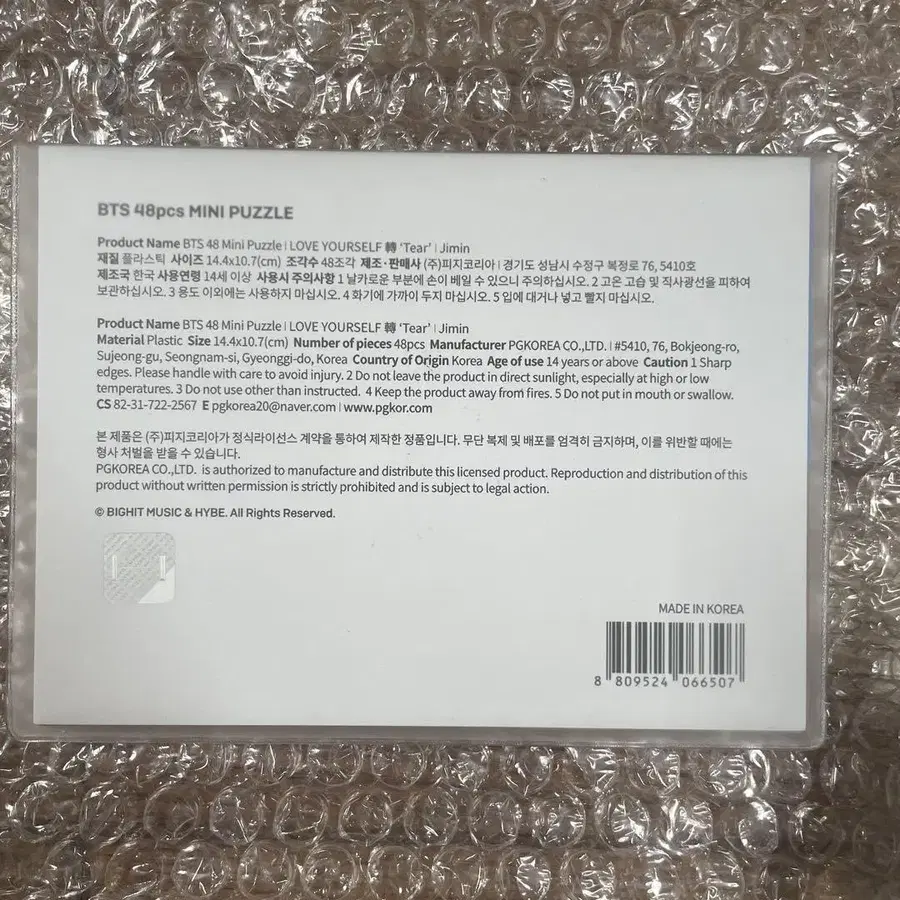 BTS 48pcs MINI PUZZLE
Product Name BTS 48 Mini Puzzle | LOVE YOURSELF 轉 ‘Tear’ | Jimin
재질 플라스틱 사이즈 14.4x10.7(cm) 조각수 48조각 제조·판매사 (주)피지코리아 | 경기도 성남시 수정구 복정로 76, 5410호
제조국 한국 사용연령 14세 이상 사용시 주의사항 1 날카로운 부분에 손이 베일 수 있으니 주의하십시오. 2 고온 고습 및 직사광선을 피하여
보관하십시오. 3 용도 이외에는 사용하지 마십시오. 4 화기에 가까이 두지 마십시오. 5 입에 대거나 넣고 빨지 마십시오.
Product Name BTS 48 Mini Puzzle | LOVE YOURSELF 轉 ‘Tear’ | Jimin
Material Plastic Size 14.4x10.7(cm) Number of pieces 48pcs Manufacturer PGKOREA CO.,LTD. | #5410, 76, Bokjeong-ro,
Sujeong-gu, Seongnam-si, Gyeonggi-do, Korea Country of Origin Korea Age of use 14 years or above Caution 1 Sharp
edges. Please handle with care to avoid injury. 2 Do not leave the product in direct sunlight, especially at high or low
temperatures. 3 Do not use other than instructed. 4 Keep the product away from fires. 5 Do not put in mouth or swallow.
CS 82-31-722-2567 E pgkorea20@naver.com | www.pgkor.com
본 제품은 (주)피지코리아가 정식라이선스 계약을 통하여 제작한 정품입니다. 무단 복제 및 배포를 엄격히 금지하며, 이를 위반할 때에는
형사 처벌을 받을 수 있습니다.
PGKOREA CO.,LTD. is authorized to manufacture and distribute this licensed product. Reproduction and distribution of this
product without written permission is strictly prohibited and is subject to legal action.
© BIGHIT MUSIC & HYBE. All Rights Reserved.
MADE IN KOREA
8 809524 066507